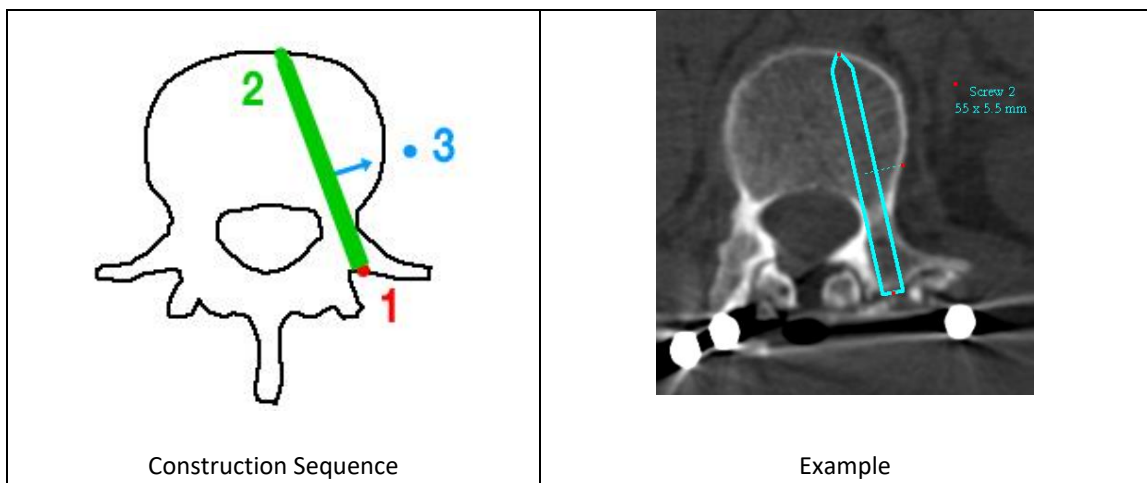 2
3
1
Construction Sequence
Screw 2
55 x 5.5 mm
Example